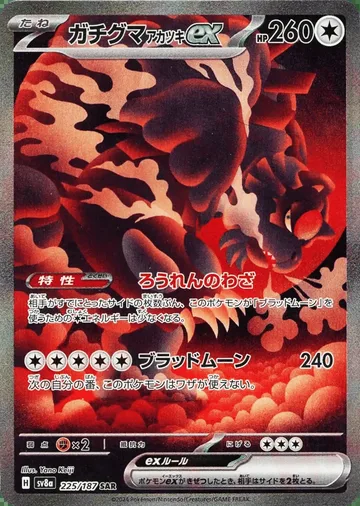 たね
ガチグマ アカツキ ex HP260
特性 ろうれんのわざ
相手がすでにとったサイドの枚数ぶん、このポケモンが「ブラッドムーン」を
使うためのエネルギーは少なくなる。
ブラッドムーン 240
次の自分の番、このポケモンはワザが使えない。
弱点 ×2 抵抗力 にげる
exルール
ポケモンexがきぜつしたとき、相手はサイドを2枚とる。
Illus. Yano Keiji
H sv8a 225/187 SAR
©2024 Pokémon/Nintendo/Creatures/GAME FREAK.